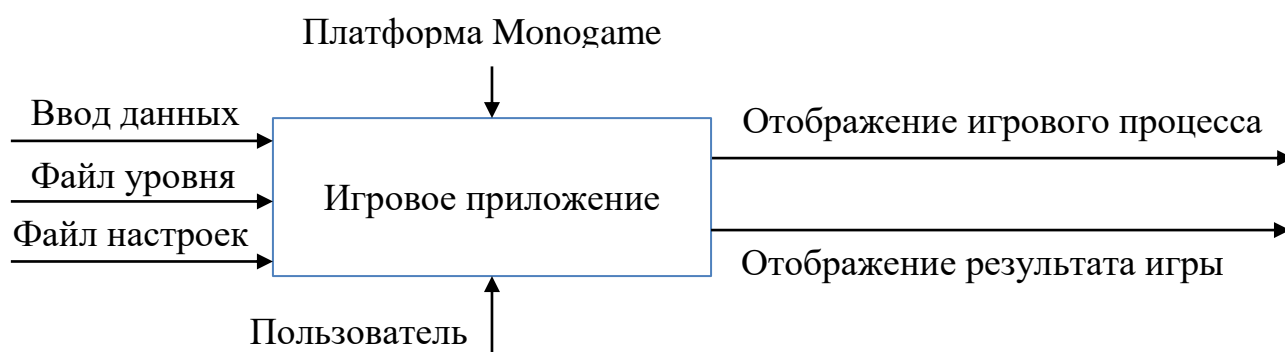 Платформа Monogame
Ввод данных
Файл уровня
Файл настроек
Игровое приложение
Отображение игрового процесса
Отображение результата игры
Пользователь